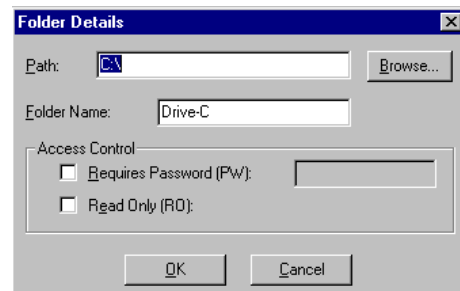 Folder Details
Path: C:\ Browse...
Folder Name: Drive-C
Access Control
Requires Password (PW):
Read Only (RO):
OK Cancel